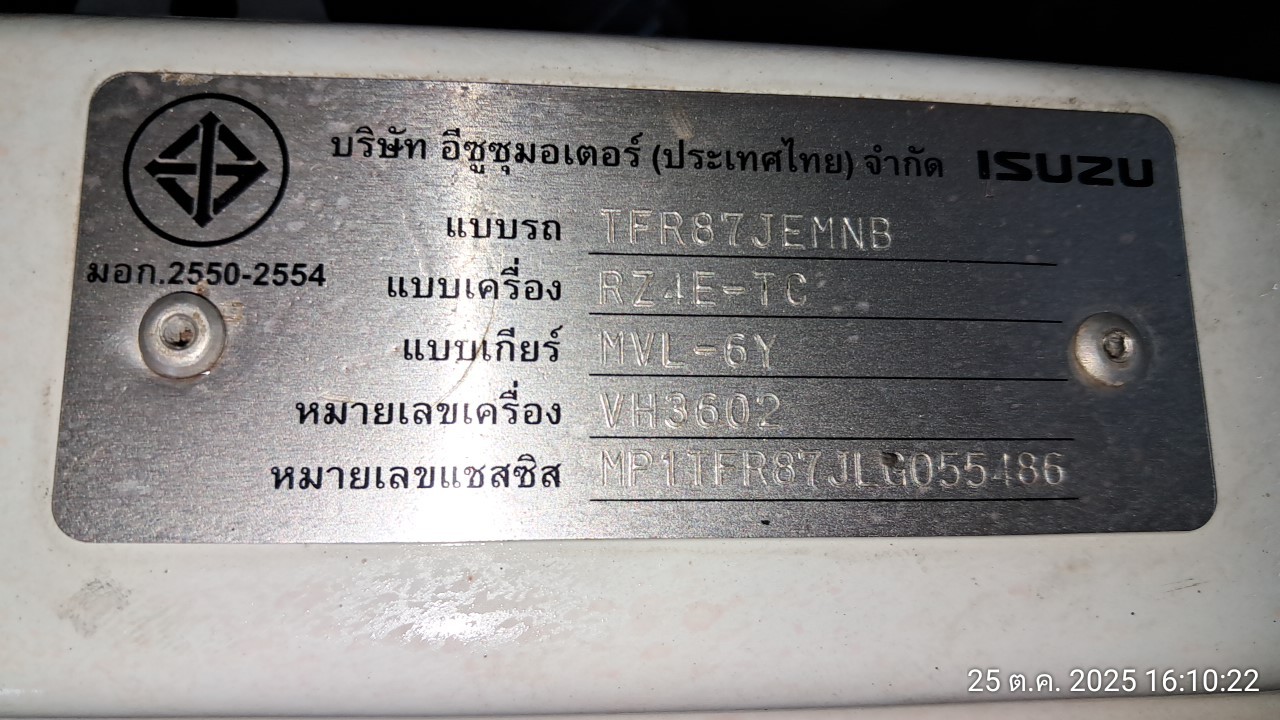 บริษัท อีซูซุมอเตอร์ (ประเทศไทย) จำกัด ISUZU
แบบรถ TFR87JEMNB
มอก.2550-2554
แบบเครื่อง RZ4E-TC
แบบเกียร์ MVL-6Y
หมายเลขเครื่อง VH3602
หมายเลขแชสซิส MP1TFR87JLG055486
25 ต.ค. 2025 16:10:22